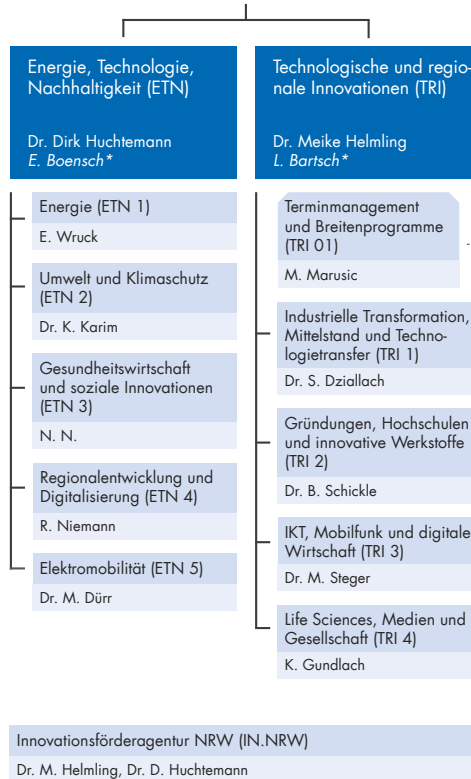 Energie, Technologie,
Nachhaltigkeit (ETN)
Dr. Dirk Huchtemann
E. Boensch*
Energie (ETN 1)
E. Wruck
Umwelt und Klimaschutz
(ETN 2)
Dr. K. Karim
Gesundheitswirtschaft
und soziale Innovationen
(ETN 3)
N. N.
Regionalentwicklung und
Digitalisierung (ETN 4)
R. Niemann
Elektromobilität (ETN 5)
Dr. M. Dürr
Technologische und regio-
nale Innovationen (TRI)
Dr. Meike Helmling
L. Bartsch*
Terminmanagement
und Breitenprogramme
(TRI 01)
M. Marusic
Industrielle Transformation,
Mittelstand und Techno-
logietransfer (TRI 1)
Dr. S. Dziallach
Gründungen, Hochschulen
und innovative Werkstoffe
(TRI 2)
Dr. B. Schickle
IKT, Mobilfunk und digitale
Wirtschaft (TRI 3)
Dr. M. Steger
Life Sciences, Medien und
Gesellschaft (TRI 4)
K. Gundlach
Innovationsförderagentur NRW (IN.NRW)
Dr. M. Helmling, Dr. D. Huchtemann